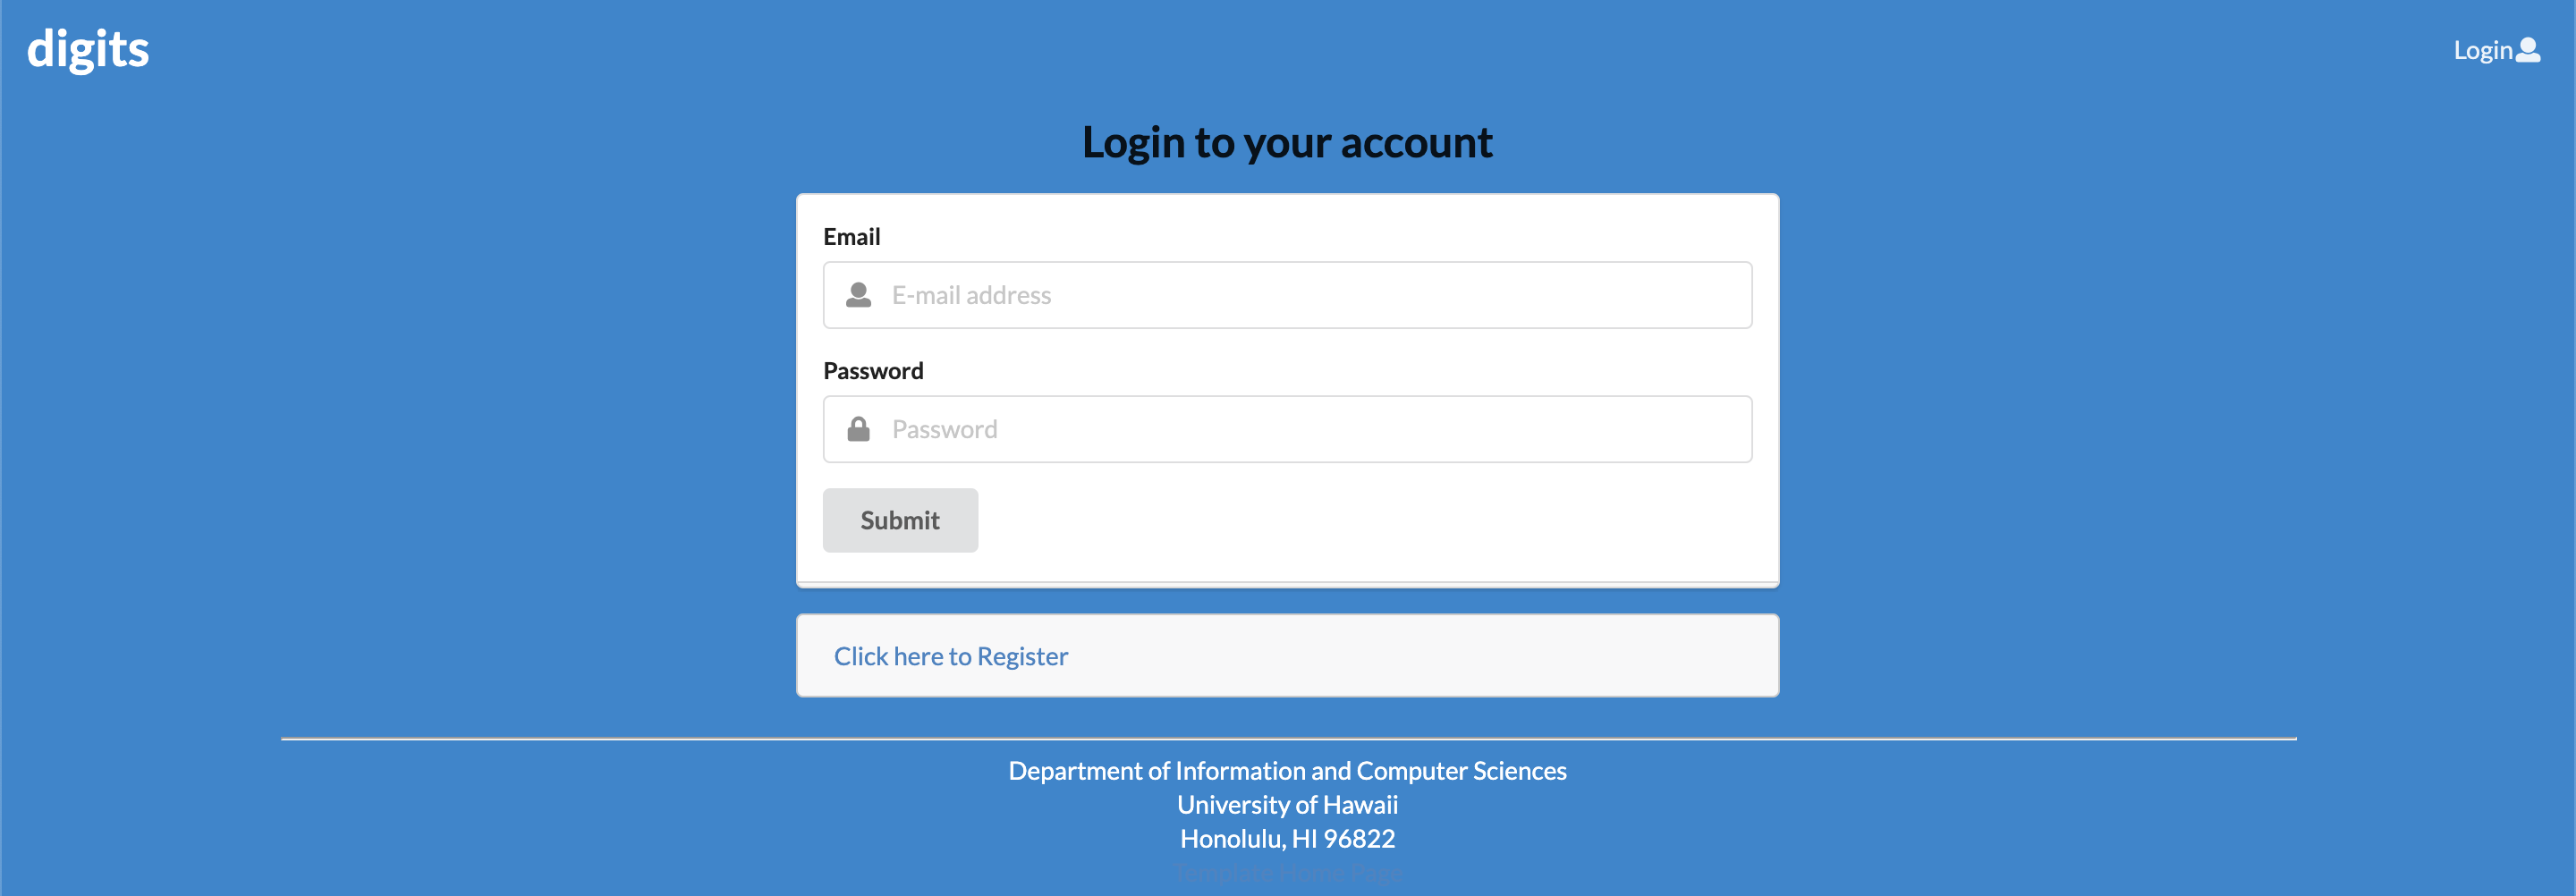 digits
Login
Login to your account
Email
E-mail address
Password
Password
Submit
Click here to Register
Department of Information and Computer Sciences
University of Hawaii
Honolulu, HI 96822
Template Home Page